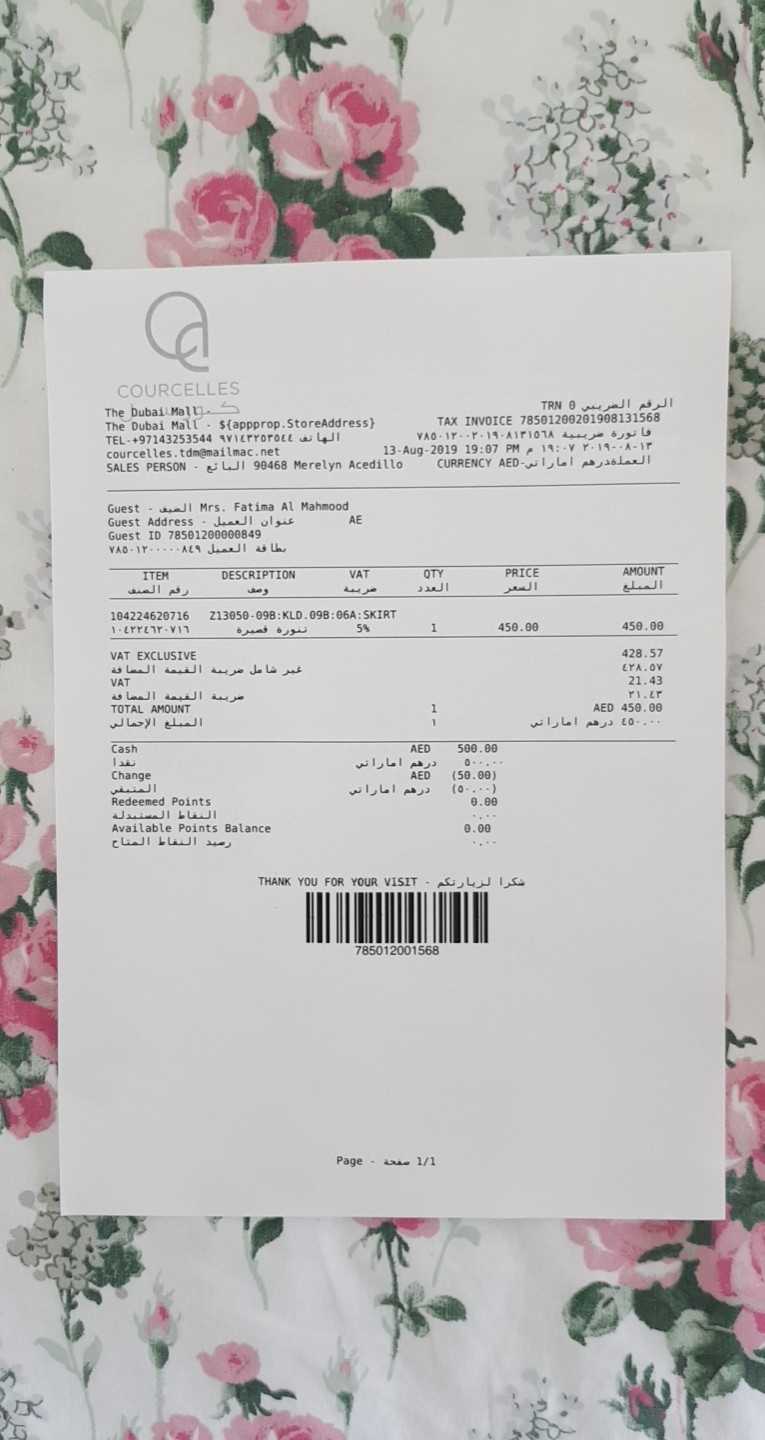 COURCELLES
The Dubai Mall
The Dubai Mall - ${appprop.StoreAddress}
TEL-+97143253544 ٩٧١٤٣٢٥٣٥٤٤ الهاتف
courcelles.tdm@mailmac.net
SALES PERSON - البائع 90468 Merelyn Acedillo
TRN 0 الرقم الضريبي
TAX INVOICE 78501200201908131568
فاتورة ضريبية ٧٨٥٠١٢٠٠٢٠١٩٠٨١٣١٥٦٨
13-Aug-2019 19:07 PM م ١٩:٠٧ ٢٠١٩-٠٨-١٣
CURRENCY AED-العملةدرهم اماراتي
Guest - الضيف Mrs. Fatima Al Mahmood
Guest Address - عنوان العميل AE
Guest ID 78501200000849
بطاقة العميل ٧٨٥٠١٢٠٠٠٠٠٨٤٩
ITEM DESCRIPTION VAT QTY PRICE AMOUNT
رقم الصنف وصف ضريبة العدد السعر المبلغ
104224620716 Z13050-09B:KLD.09B:06A:SKIRT
١٠٤٢٢٤٦٢٠٧١٦ تنورة قصيرة 5% 1 450.00 450.00
VAT EXCLUSIVE 428.57
غير شامل ضريبة القيمة المضافة ٤٢٨.٥٧
VAT 21.43
ضريبة القيمة المضافة ٢١.٤٣
TOTAL AMOUNT 1 AED 450.00
المبلغ الإجمالي ١ ٤٥٠.٠٠ درهم اماراتي
Cash AED 500.00
نقدا درهم اماراتي ٥٠٠.٠٠
Change AED (50.00)
المتبقي درهم اماراتي (٥٠.٠٠)
Redeemed Points 0.00
النقاط المستبدلة ٠.٠٠
Available Points Balance 0.00
رصيد النقاط المتاح ٠.٠٠
THANK YOU FOR YOUR VISIT - شكرا لزيارتكم
785012001568
Page - صفحة 1/1